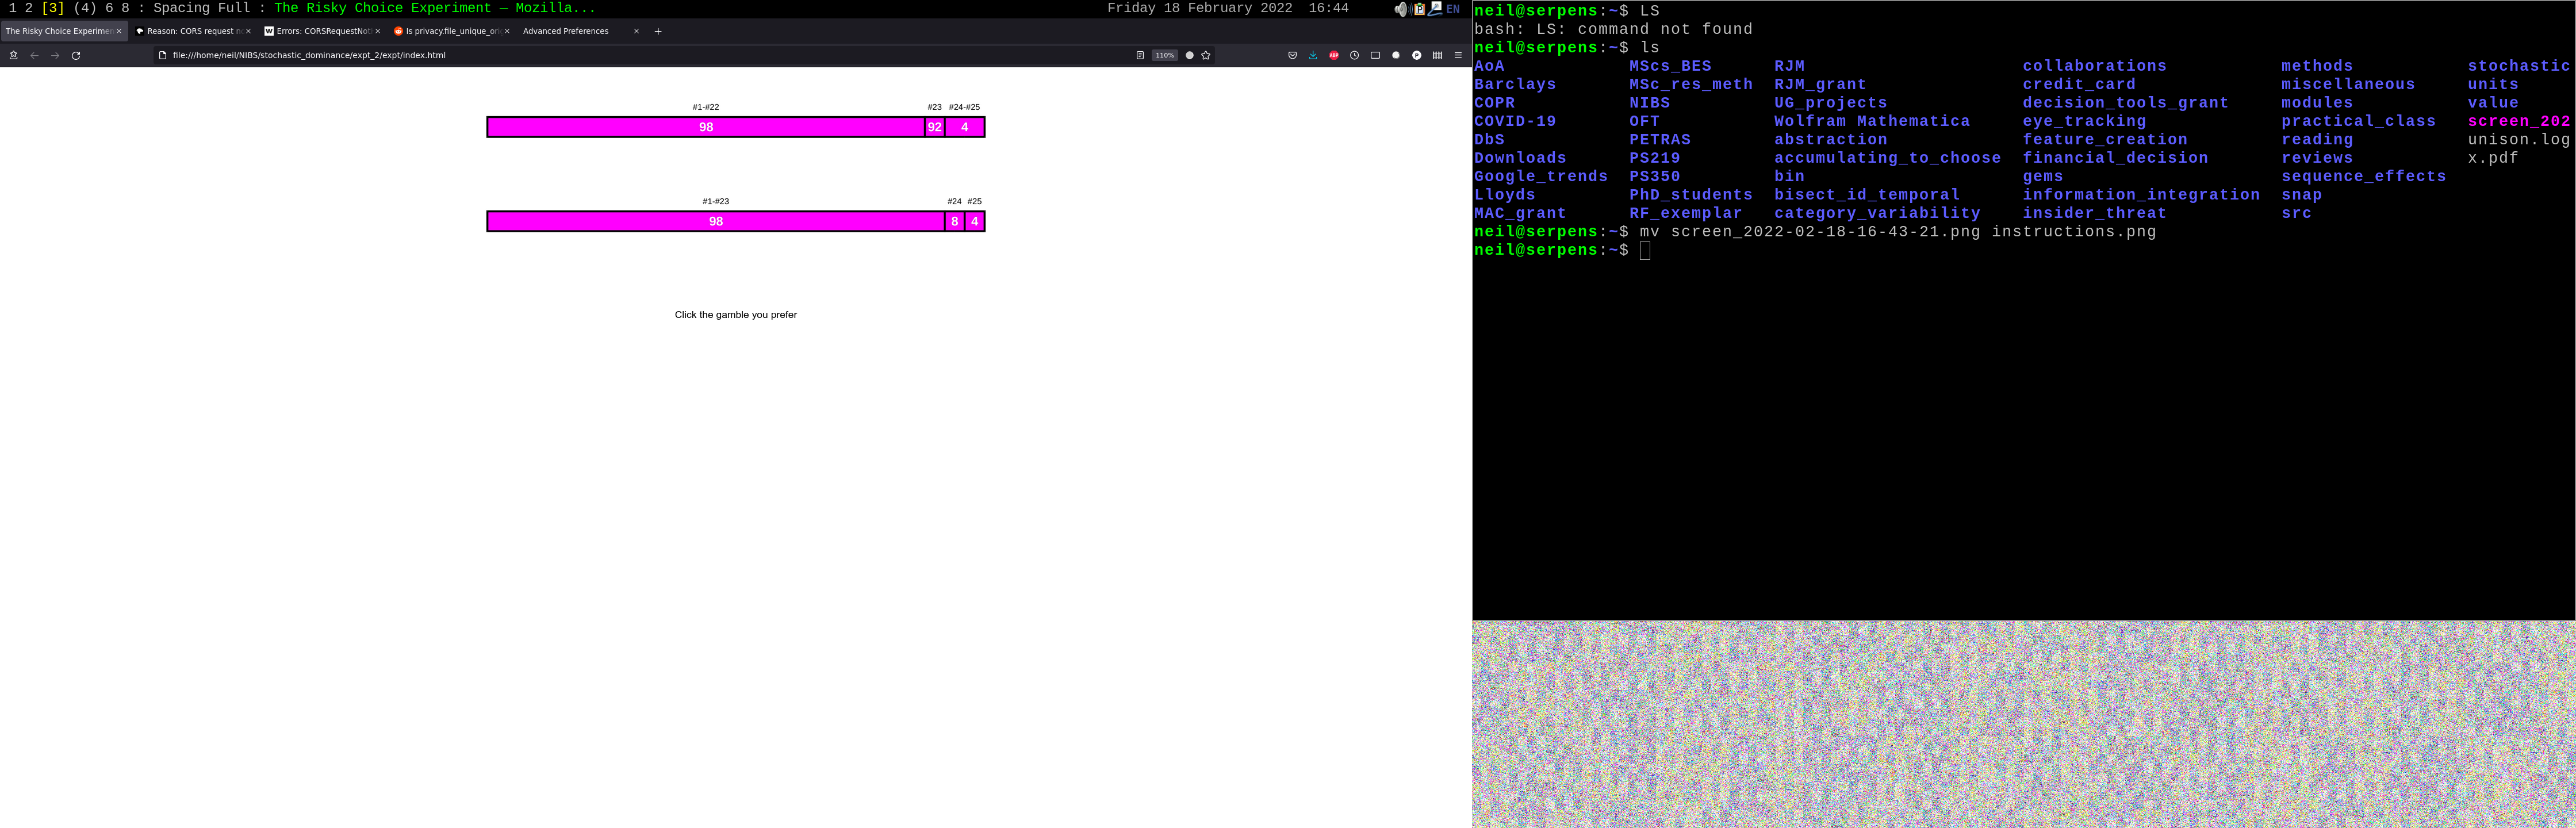 1 2 [3] (4) 6 8 : Spacing Full : The Risky Choice Experiment — Mozilla... Friday 18 February 2022 16:44 EN
The Risky Choice Experimen Reason: CORS request n Errors: CORSRequestNot Is privacy.file_unique_ori Advanced Preferences
file:///home/neil/NIBS/stochastic_dominance/expt_2/expt/index.html 110%
#1-#22 #23 #24-#25
98 92 4
#1-#23 #24 #25
98 8 4
Click the gamble you prefer
neil@serpens:~$ LS
bash: LS: command not found
neil@serpens:~$ ls
AoA MScs_BES RJM collaborations methods stochastic
Barclays MSc_res_meth RJM_grant credit_card miscellaneous units
COPR NIBS UG_projects decision_tools_grant modules value
COVID-19 OFT Wolfram Mathematica eye_tracking practical_class screen_202
DbS PETRAS abstraction feature_creation reading unison.log
Downloads PS219 accumulating_to_choose financial_decision reviews x.pdf
Google_trends PS350 bin gems sequence_effects
Lloyds PhD_students bisect_id_temporal information_integration snap
MAC_grant RF_exemplar category_variability insider_threat src
neil@serpens:~$ mv screen_2022-02-18-16-43-21.png instructions.png
neil@serpens:~$